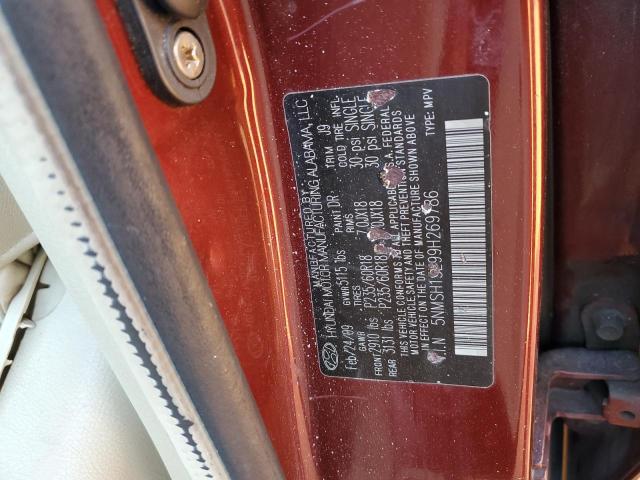 MANUFACTURED BY
HYUNDAI MOTOR MANUFACTURING ALABAMA, LLC
Feb/24/09 GVWR 5115 lbs PAINT DR TRIM J9
GAWR TIRES RIMS COLD TIRE INFL.
FRONT 2910 lbs P235/60R18 7.0JX18 30-psi SINGLE
REAR 3131 lbs P235/60R18 7.0JX18 30 psi SINGLE
THIS VEHICLE CONFORMS TO ALL APPLICABLE U.S.A. FEDERAL
MOTOR VEHICLE SAFETY AND THEFT PREVENTION STANDARDS
IN EFFECT ON THE DATE OF MANUFACTURE SHOWN ABOVE
V.I.N 99H269786 TYPE: MPV